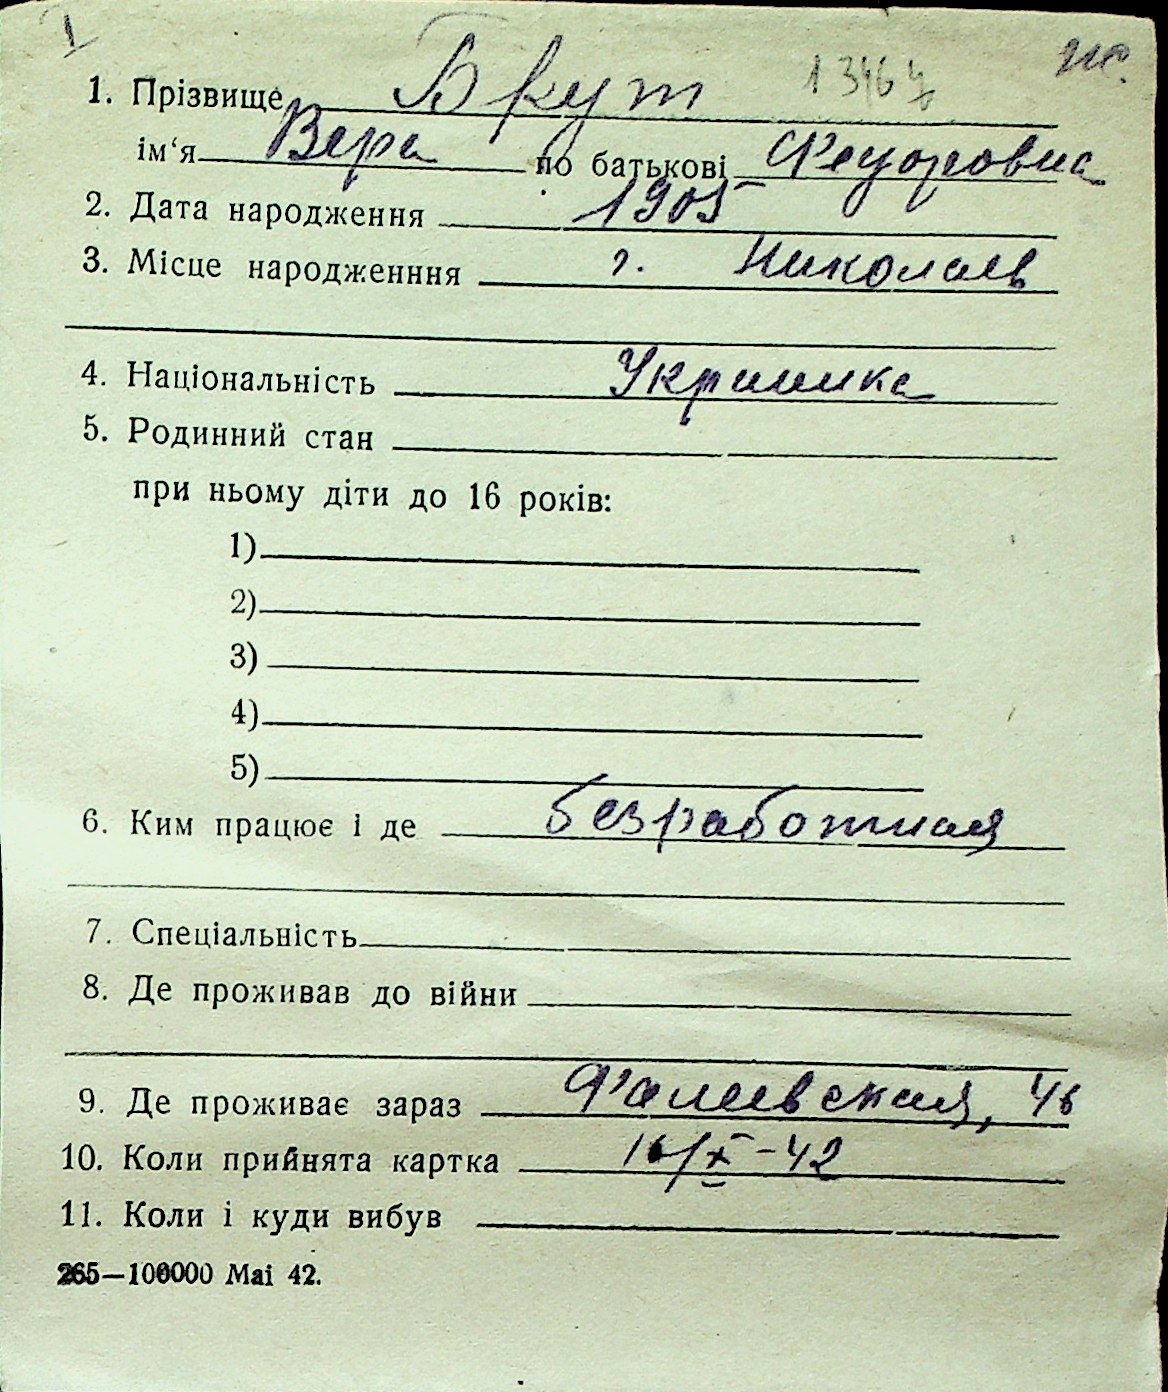 1
1. Прізвище Бкут 13464
ім‘я Вера по батькові Федоровна
2. Дата народження 1905
3. Місце народженння г. Николаев
4. Національність Украинка
5. Родинний стан
при ньому діти до 16 років:
1)
2)
3)
4)
5)
6. Ким працює і де безработная
7. Спеціальність
8. Де проживав до війни
9. Де проживає зараз Фалеевская, 46
10. Коли прийнята картка 16/X-42
11. Коли і куди вибув
265—100000 Mai 42.